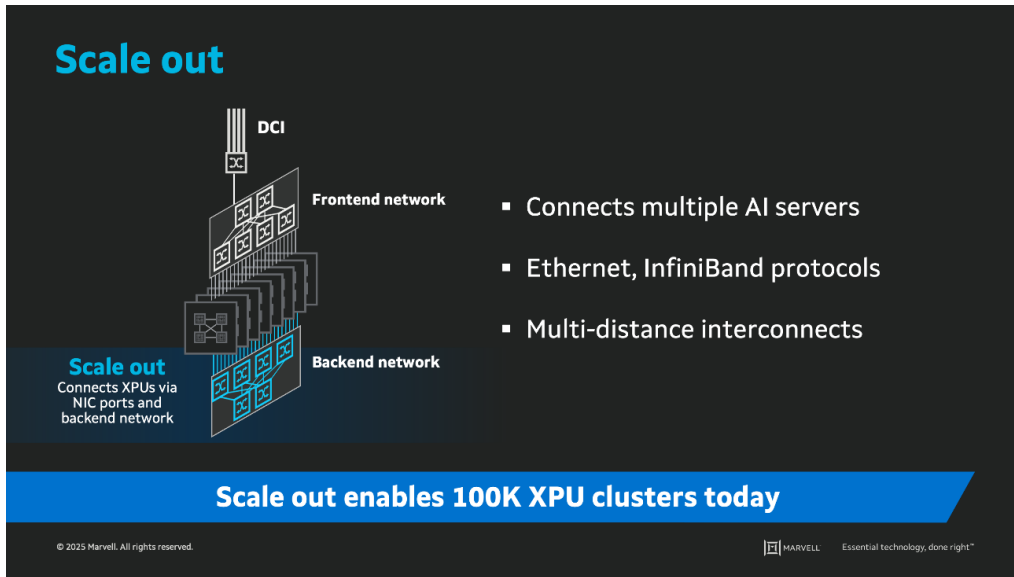 Scale out
DCI
Frontend network
▪ Connects multiple AI servers
▪ Ethernet, InfiniBand protocols
▪ Multi-distance interconnects
Backend network
Scale out
Connects XPUs via
NIC ports and
backend network
Scale out enables 100K XPU clusters today
© 2025 Marvell. All rights reserved.
MARVELL
Essential technology, done right™